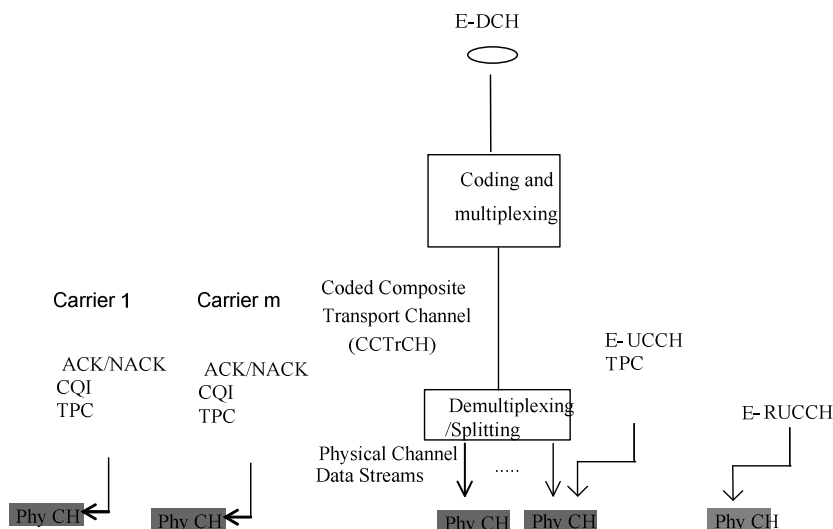 E-DCH
Coding and
multiplexing
Carrier 1
Carrier m
Coded Composite
Transport Channel
(CCTrCH)
ACK/NACK
CQI
TPC
ACK/NACK
CQI
TPC
E- UCCH
TPC
Demultiplexing
/Splitting
E- RUCCH
Physical Channel
Data Streams
.....
Phy CH
Phy CH
Phy CH
Phy CH
Phy CH